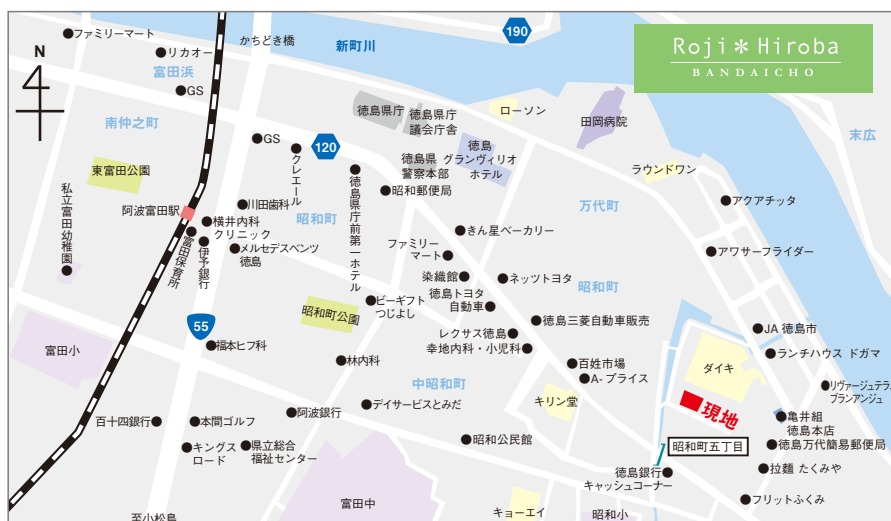 N
ファミリーマート
リカオー
富田浜
GS
かちどき橋
新町川
190
Roji＊Hiroba
BANDAICHO
末広
南仲之町
東富田公園
私立富田幼稚園
阿波富田駅
富田保育所
伊予銀行
GS
クレエール
120
川田歯科
横井内科
クリニック
メルセデスベンツ
徳島
昭和町
徳島県庁
徳島県庁
議会庁舎
ローソン
徳島
グランヴィリオ
ホテル
徳島県
警察本部
徳島県庁前第一ホテル
昭和郵便局
田岡病院
ラウンドワン
万代町
アクアチッタ
アワサーフライダー
きん星ベーカリー
ファミリー
マート
染織館
ネッツトヨタ
昭和町
徳島トヨタ
自動車
徳島三菱自動車販売
レクサス徳島
幸地内科・小児科
ビーギフト
つじよし
昭和町公園
55
福本ヒフ科
富田小
林内科
中昭和町
百姓市場
A-プライス
キリン堂
JA 徳島市
ランチハウス ドガマ
ダイキ
現地
リヴァージュテラ
ブランアンジュ
亀井組
徳島本店
徳島万代簡易郵便局
拉麺 たくみや
フリットふくみ
昭和町五丁目
徳島銀行
キャッシュコーナー
百十四銀行
本間ゴルフ
阿波銀行
デイサービスとみだ
キングス
ロード
県立総合
福祉センター
昭和公民館
富田中
キョーエイ
昭和小
至小松島